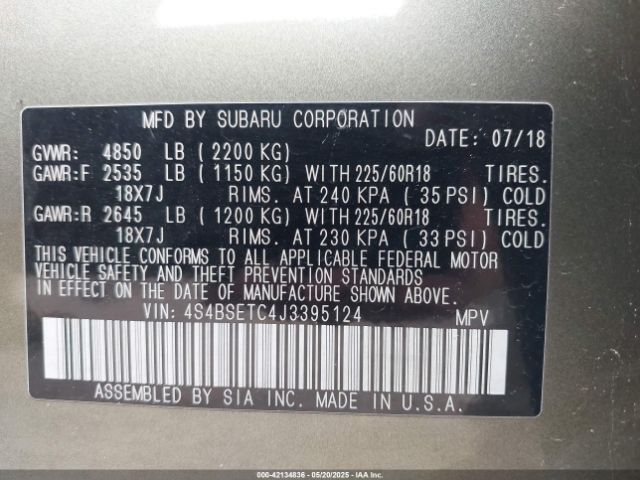 MFD BY SUBARU CORPORATION
DATE: 07/18
GVWR: 4850 LB (2200 KG)
GAWR:F 2535 LB (1150 KG) WITH 225/60R18 TIRES.
18X7J RIMS. AT 240 KPA (35 PSI) COLD
GAWR:R 2645 LB (1200 KG) WITH 225/60R18 TIRES.
18X7J RIMS. AT 230 KPA (33 PSI) COLD
THIS VEHICLE CONFORMS TO ALL APPLICABLE FEDERAL MOTOR
VEHICLE SAFETY AND THEFT PREVENTION STANDARDS
IN EFFECT ON THE DATE OF MANUFACTURE SHOWN ABOVE.
VIN: 4S4BSETC4J3395124 MPV
ASSEMBLED BY SIA INC. MADE IN U.S.A.
000-42134836 - 05/20/2025 - IAA Inc.